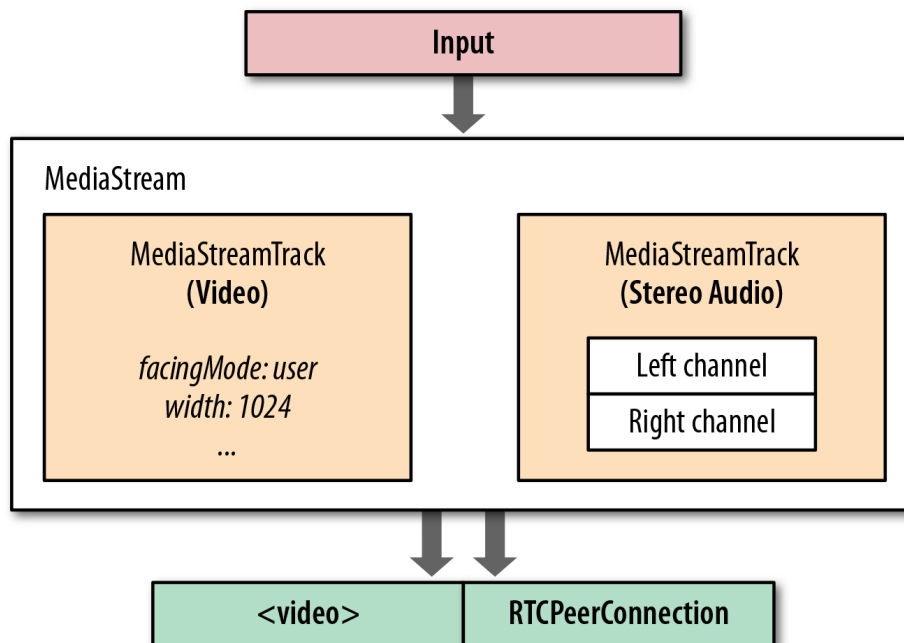 Input
MediaStream
MediaStreamTrack
(Video)
facingMode: user
width: 1024
...
MediaStreamTrack
(Stereo Audio)
Left channel
Right channel
<video>
RTCPeerConnection